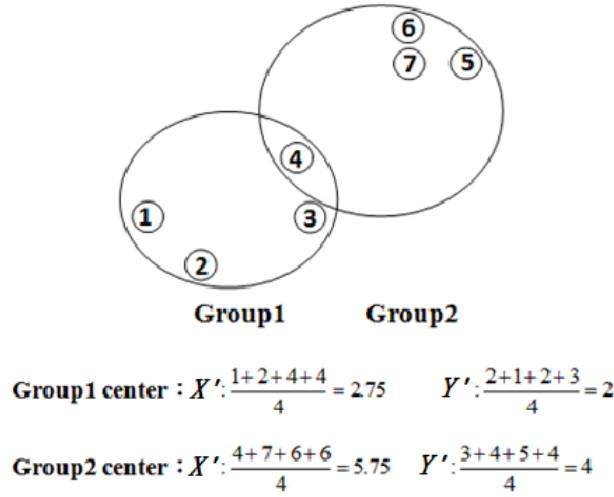 6
7 5
4
1 3
2
Group1 Group2
Group1 center : X': (1+2+4+4)/4 = 2.75 Y': (2+1+2+3)/4 = 2
Group2 center : X': (4+7+6+6)/4 = 5.75 Y': (3+4+5+4)/4 = 4